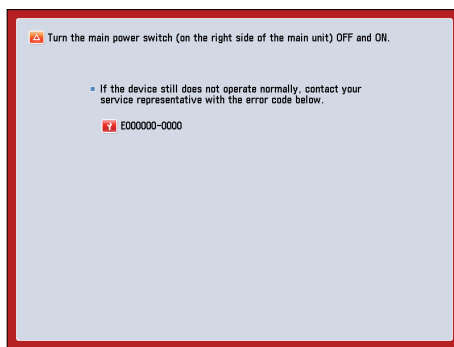 Turn the main power switch (on the right side of the main unit) OFF and ON.
If the device still does not operate normally, contact your
service representative with the error code below.
E000000-0000